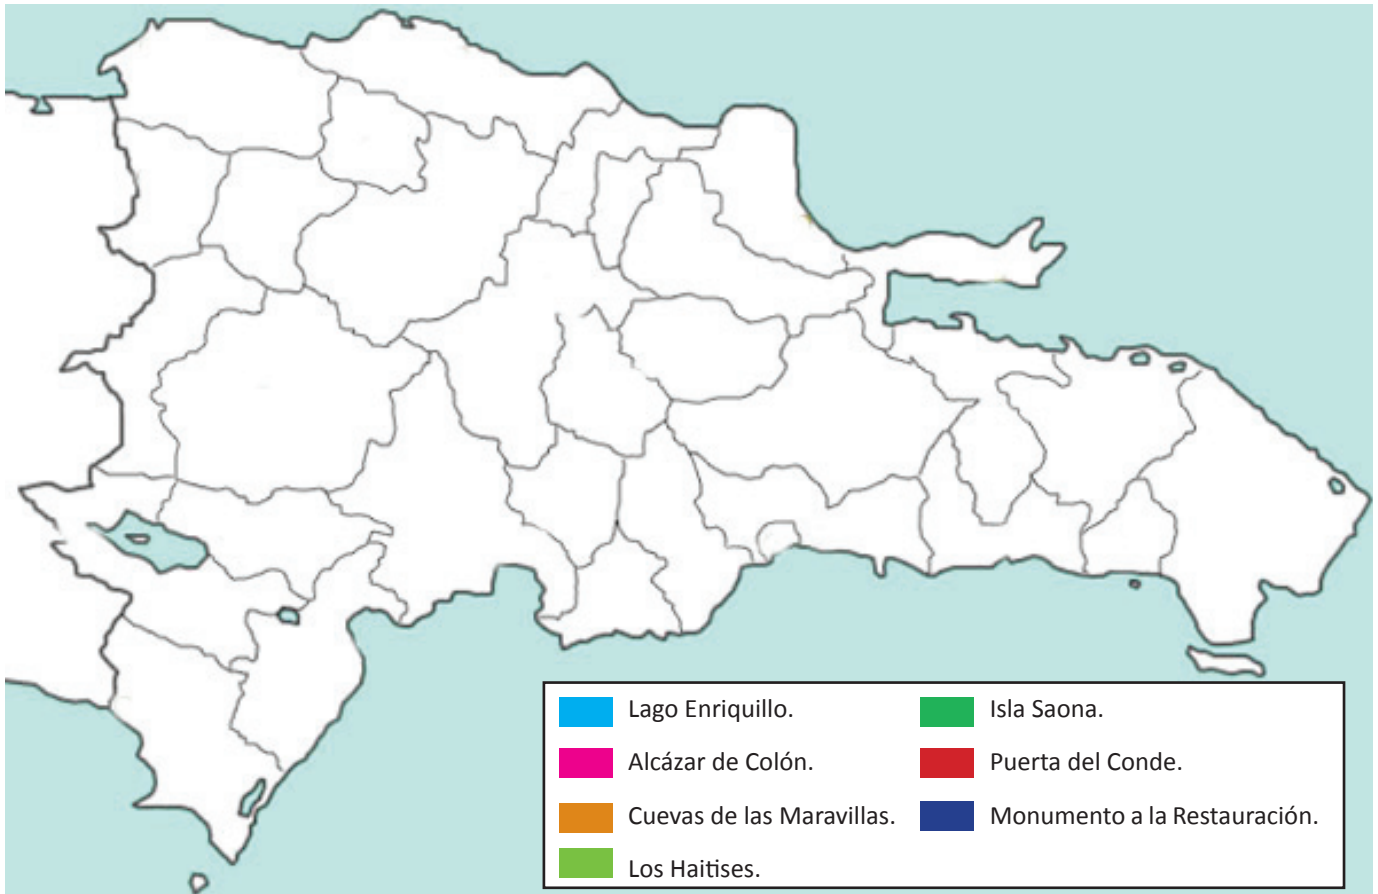 Lago Enriquillo.
Alcázar de Colón.
Cuevas de las Maravillas.
Los Haitises.
Isla Saona.
Puerta del Conde.
Monumento a la Restauración.